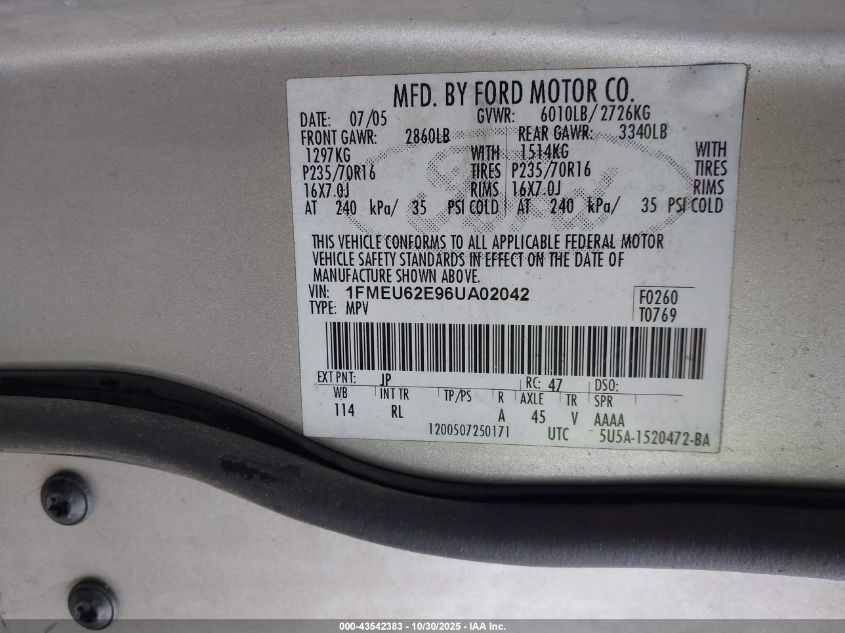 MFD. BY FORD MOTOR CO.
DATE: 07/05 GVWR: 6010LB/2726KG
FRONT GAWR: 2860LB REAR GAWR: 3340LB
1297KG WITH 1514KG WITH
P235/70R16 TIRES P235/70R16 TIRES
16X7.0J RIMS 16X7.0J RIMS
AT 240 kPa/ 35 PSI COLD AT 240 kPa/ 35 PSI COLD
THIS VEHICLE CONFORMS TO ALL APPLICABLE FEDERAL MOTOR
VEHICLE SAFETY STANDARDS IN EFFECT ON THE DATE OF
MANUFACTURE SHOWN ABOVE.
VIN: 1FMEU62E96UA02042 F0260
TYPE: MPV T0769
EXT PNT: JP RC: 47 DSO:
WB INT TR TP/PS R AXLE TR SPR
114 RL A 45 V AAAA
1200507250171 UTC 5U5A-1520472-BA
000-43542383 - 10/30/2025 - IAA Inc.